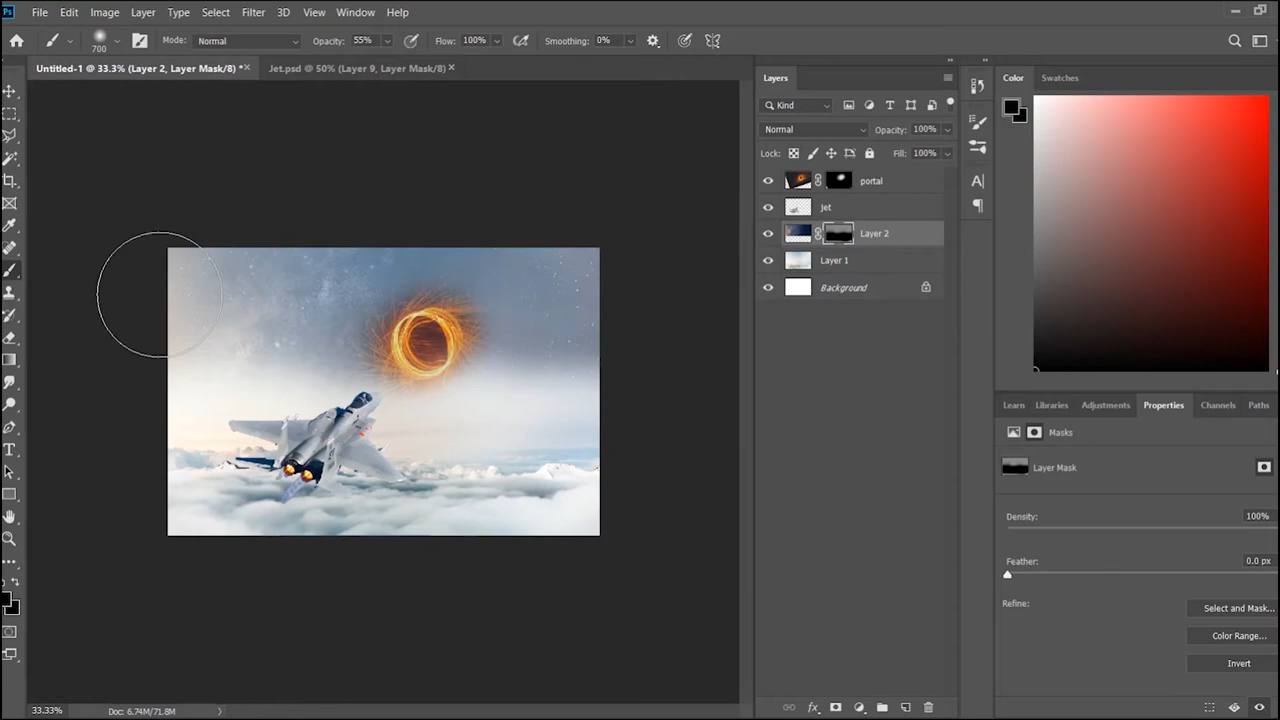 Ps File Edit Image Layer Type Select Filter 3D View Window Help
700 Mode: Normal Opacity: 55% Flow: 100% Smoothing: 0%
Untitled-1 @ 33.3% (Layer 2, Layer Mask/8) * × Jet.psd @ 50% (Layer 9, Layer Mask/8) ×
Layers
Kind
Normal Opacity: 100%
Lock: Fill: 100%
portal
jet
Layer 2
Layer 1
Background
Color Swatches
Learn Libraries Adjustments Properties Channels Paths
Masks
Layer Mask
Density: 100%
Feather: 0.0 px
Refine: Select and Mask...
Color Range...
Invert
33.33% Doc: 6.74M/71.8M